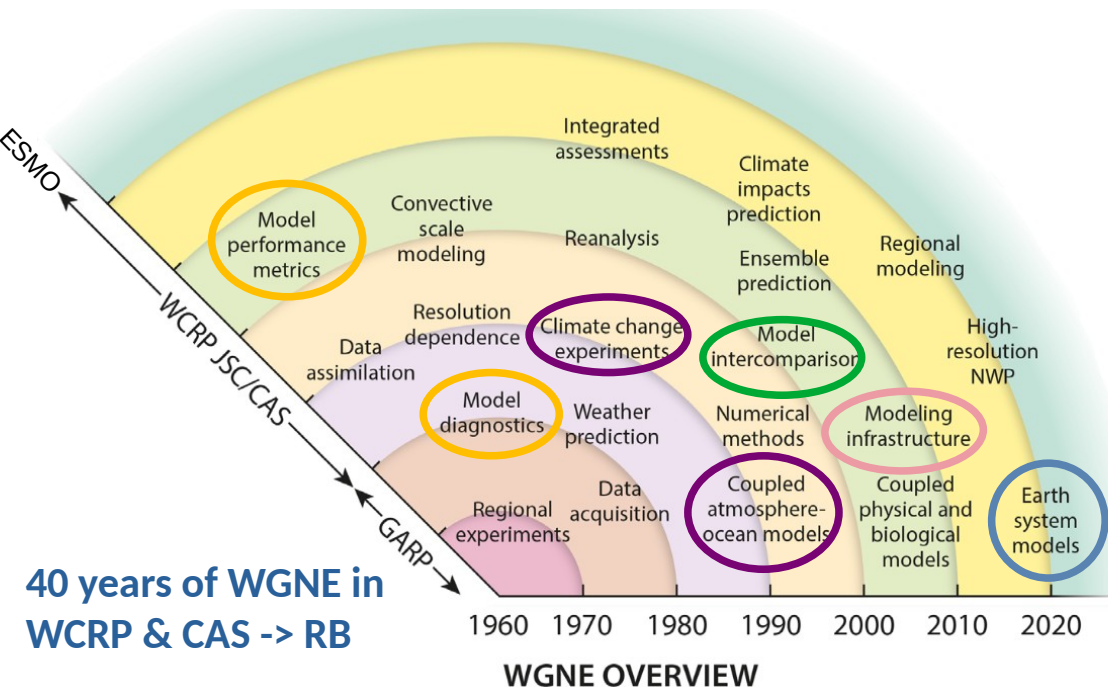 Integrated
assessments
ESMO
Climate
impacts
prediction
Model
performance
metrics
Convective
scale
modeling
Reanalysis
Regional
modeling
Ensemble
prediction
Resolution
dependence
Climate change
experiments
Model
intercomparison
High-
resolution
NWP
Data
assimilation
WCRP JSC/CAS
Model
diagnostics
Weather
prediction
Numerical
methods
Modeling
infrastructure
Regional
experiments
Data
acquisition
Coupled
atmosphere-
ocean models
Coupled
physical and
biological
models
Earth
system
models
GARP
40 years of WGNE in
WCRP & CAS -> RB
1960 1970 1980 1990 2000 2010 2020
WGNE OVERVIEW